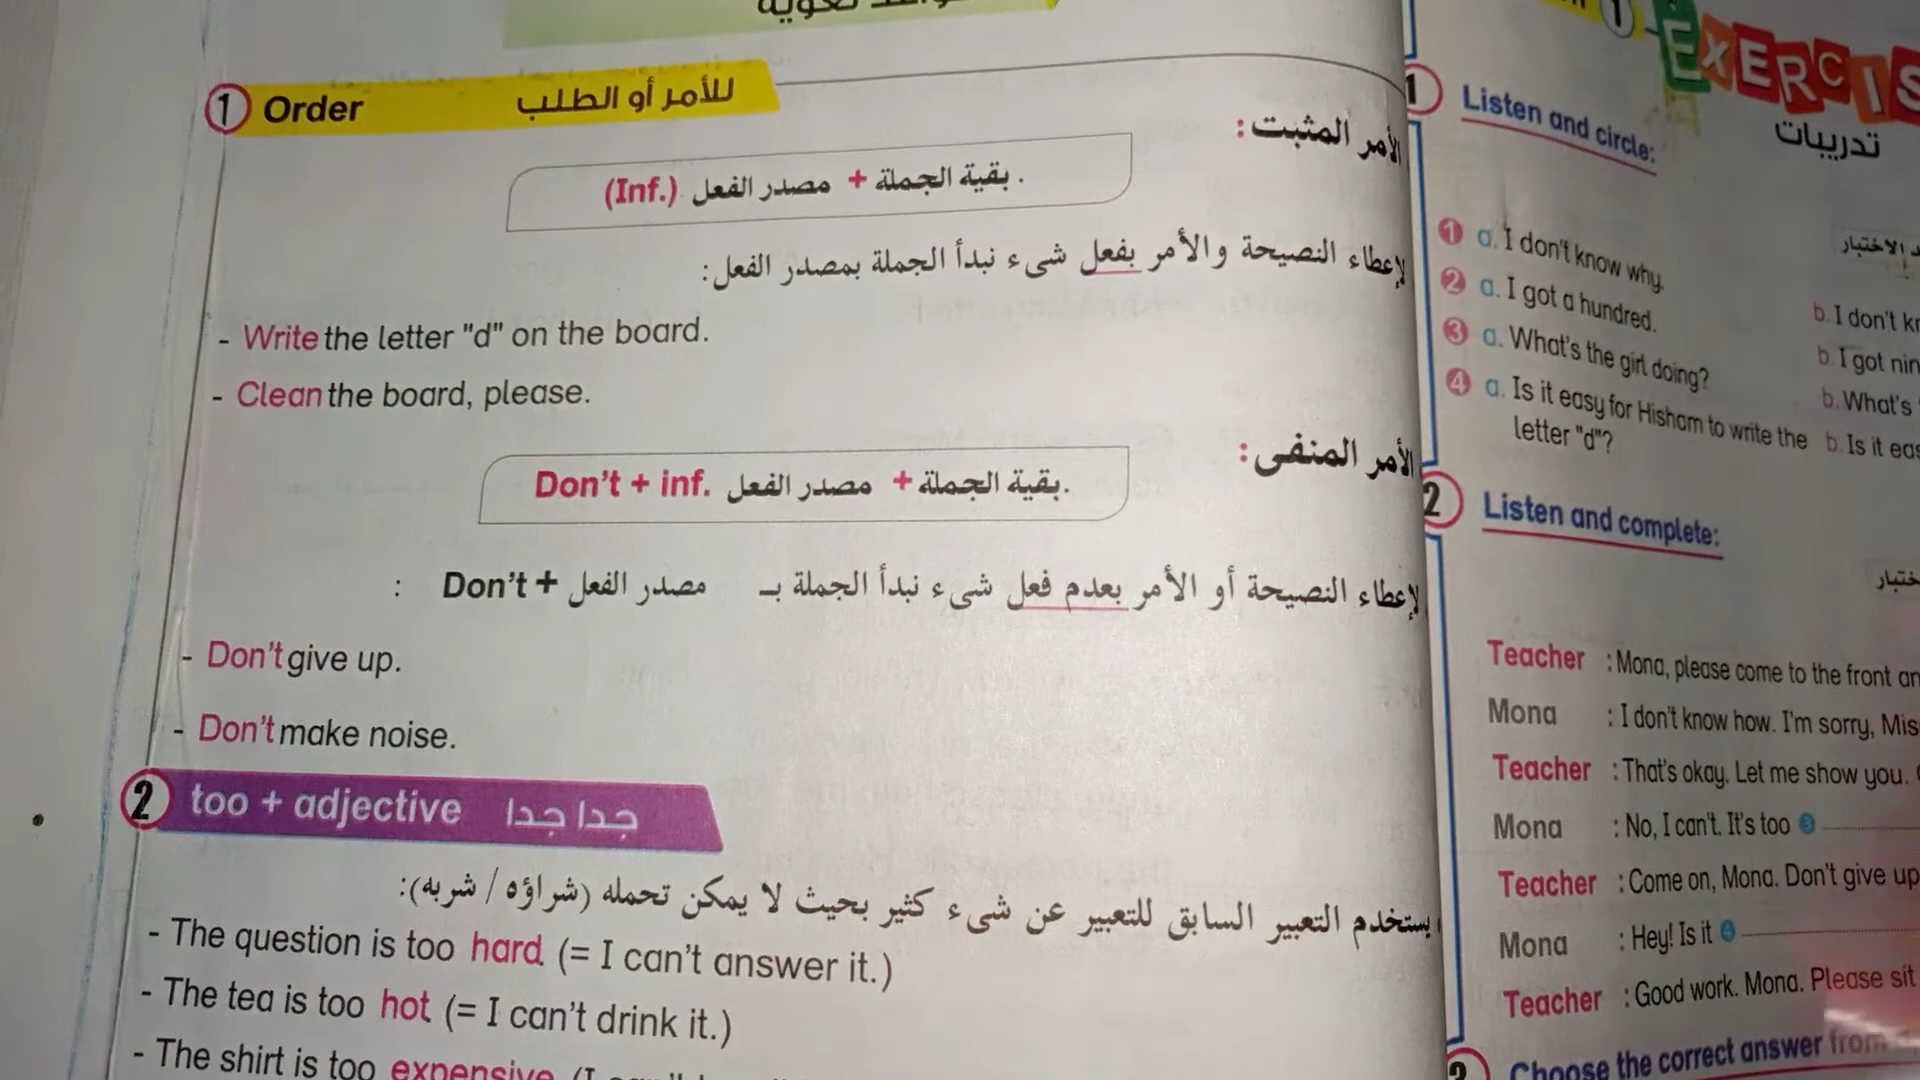 1 Order للأمر أو الطلب
الأمر المثبت:
(Inf.) مصدر الفعل + بقية الجملة .
لإعطاء النصيحة والأمر بفعل شىء نبدأ الجملة بمصدر الفعل:
- Write the letter "d" on the board.
- Clean the board, please.
الأمر المنفى:
Don't + inf. مصدر الفعل + بقية الجملة.
لإعطاء النصيحة أو الأمر بعدم فعل شىء نبدأ الجملة بـ Don't + مصدر الفعل :
- Don't give up.
- Don't make noise.
2 too + adjective جدا جدا
يستخدم التعبير السابق للتعبير عن شىء كثير بحيث لا يمكن تحمله (شراؤه / شربه):
- The question is too hard. (= I can't answer it.)
- The tea is too hot. (= I can't drink it.)
- The shirt is too expensive
1
EXERCIS
تدريبات
1 Listen and circle:
1 a. I don't know why.
2 a. I got a hundred. b. I don't
3 a. What's the girl doing? b. I got
4 a. Is it easy for Hisham to write the b. What's
letter "d"? b. Is it
2 Listen and complete:
Teacher : Mona, please come to the front
Mona : I don't know how. I'm sorry,
Teacher : That's okay. Let me show you.
Mona : No, I can't. It's too 3
Teacher : Come on, Mona. Don't give up
Mona : Hey! Is it 4
Teacher : Good work. Mona. Please sit
Choose the correct answer from